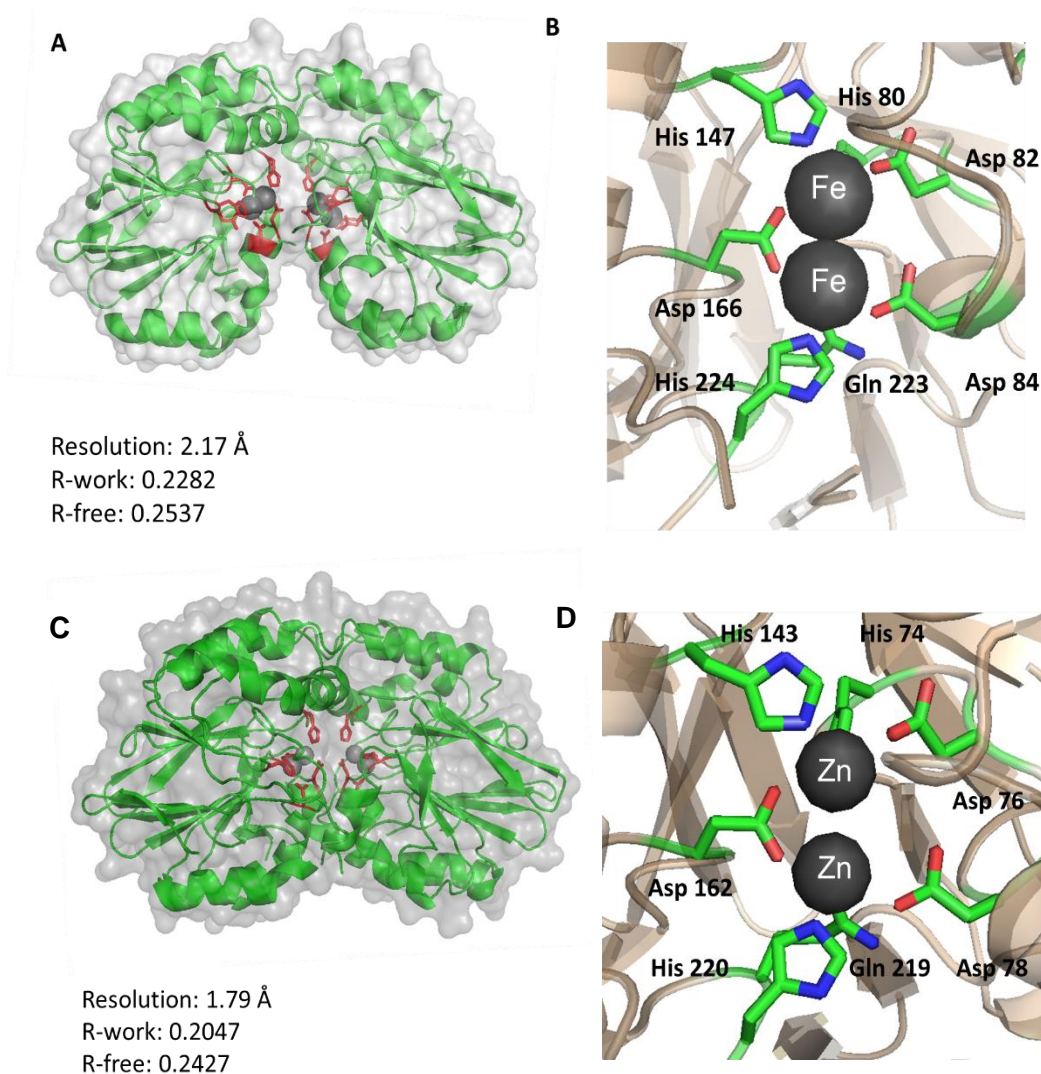 A
Resolution: 2.17 Å
R-work: 0.2282
R-free: 0.2537
B
His 80
His 147
Asp 82
Fe
Fe
Asp 166
His 224
Gln 223
Asp 84
C
Resolution: 1.79 Å
R-work: 0.2047
R-free: 0.2427
D
His 143
His 74
Zn
Asp 76
Zn
Asp 162
His 220
Gln 219
Asp 78